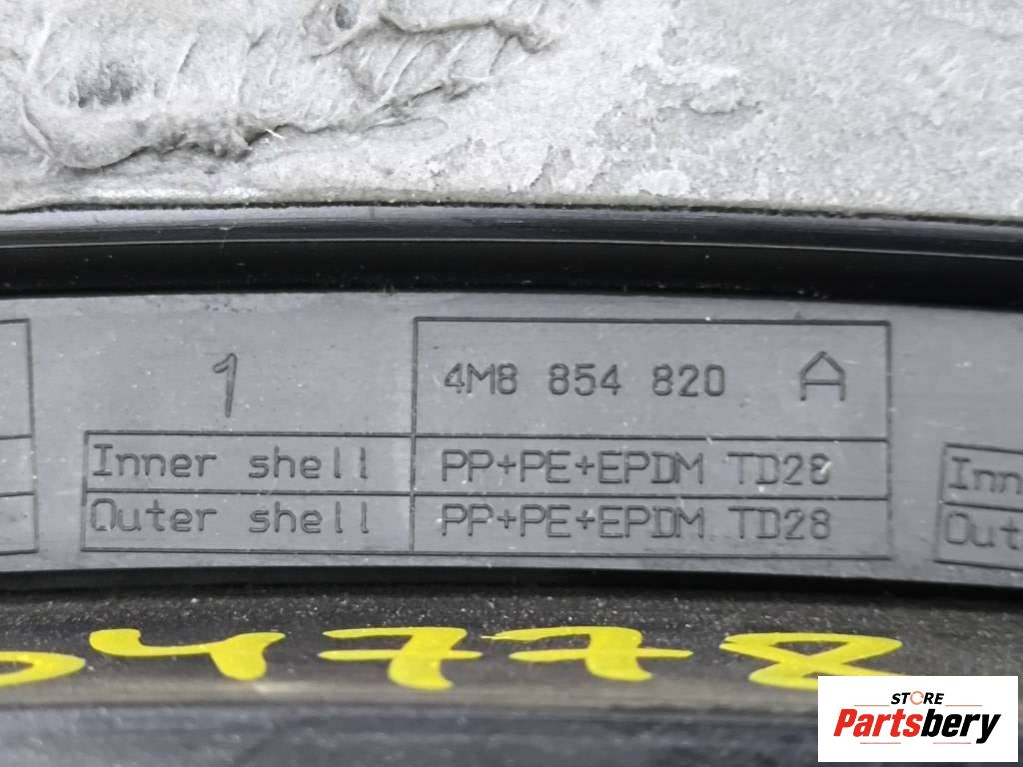 1
4M8 854 820 A
Inner shell PP+PE+EPDM TD28
Outer shell PP+PE+EPDM TD28
Inn
Out
4778
STORE
Partsbery